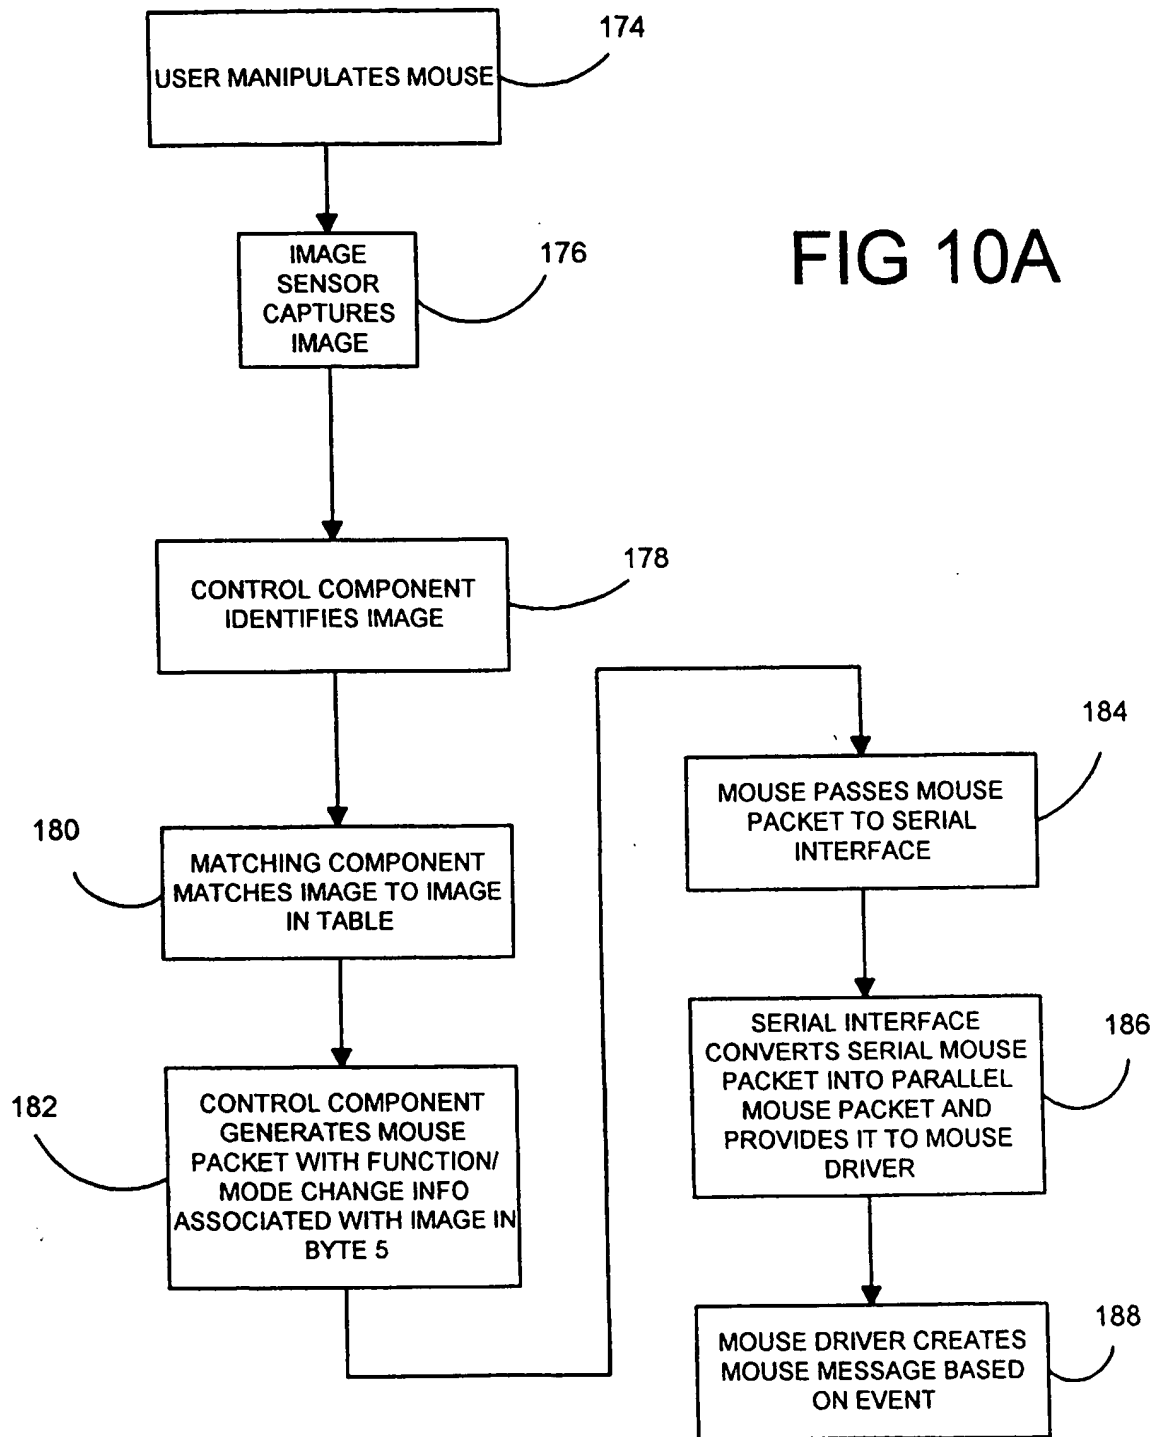 174
USER MANIPULATES MOUSE
176
FIG 10A
IMAGE
SENSOR
CAPTURES
IMAGE
178
CONTROL COMPONENT
IDENTIFIES IMAGE
180
MATCHING COMPONENT
MATCHES IMAGE TO IMAGE
IN TABLE
182
CONTROL COMPONENT
GENERATES MOUSE
PACKET WITH FUNCTION/
MODE CHANGE INFO
ASSOCIATED WITH IMAGE IN
BYTE 5
184
MOUSE PASSES MOUSE
PACKET TO SERIAL
INTERFACE
186
SERIAL INTERFACE
CONVERTS SERIAL MOUSE
PACKET INTO PARALLEL
MOUSE PACKET AND
PROVIDES IT TO MOUSE
DRIVER
188
MOUSE DRIVER CREATES
MOUSE MESSAGE BASED
ON EVENT